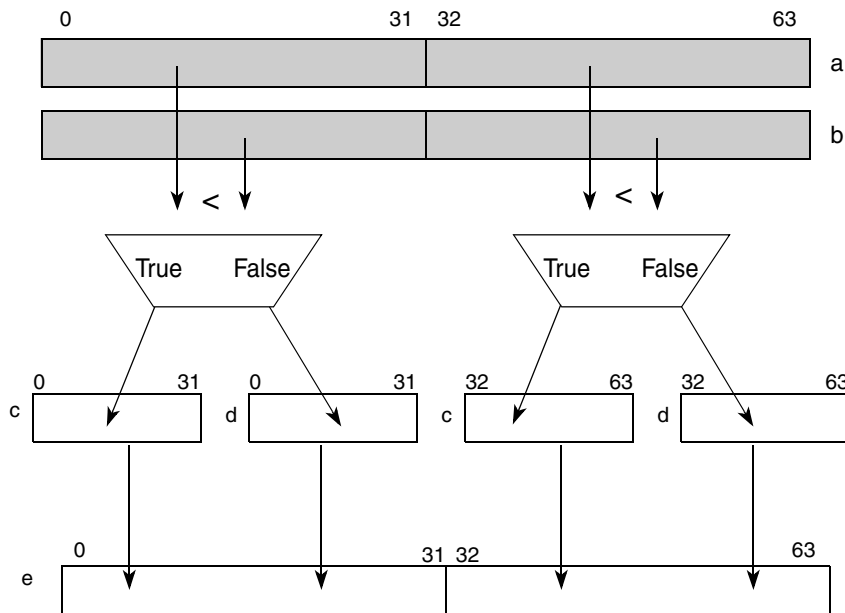 0 31 32 63
a
b
< <
True False True False
0 31 0 31 32 63 32 63
c d c d
0 31 32 63
e